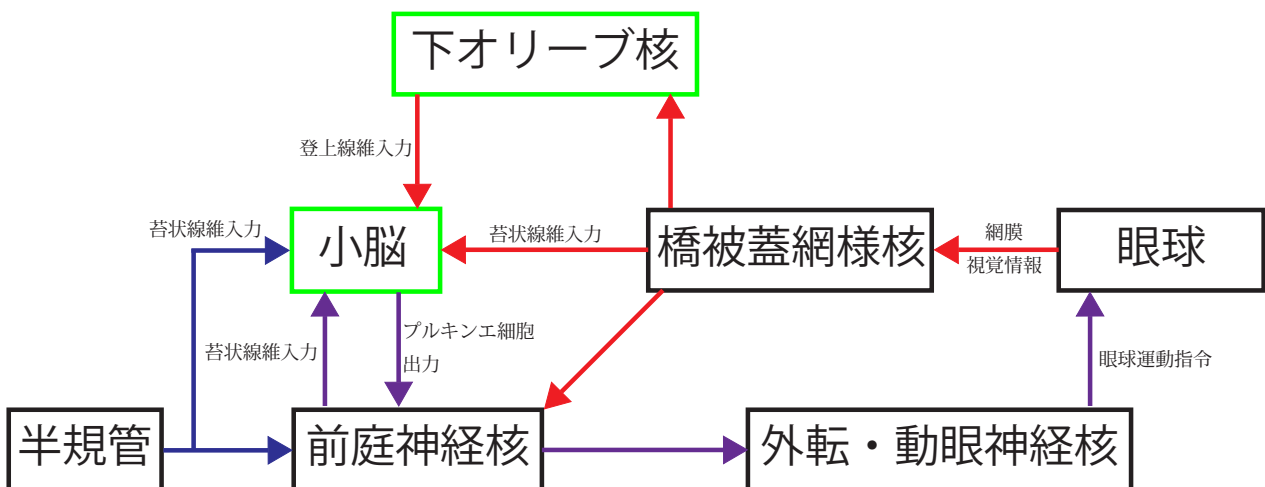 下オリーブ核
登上線維入力
苔状線維入力
小脳
苔状線維入力
橋被蓋網様核
網膜
視覚情報
眼球
苔状線維入力
プルキンエ細胞
出力
眼球運動指令
半規管
前庭神経核
外転・動眼神経核